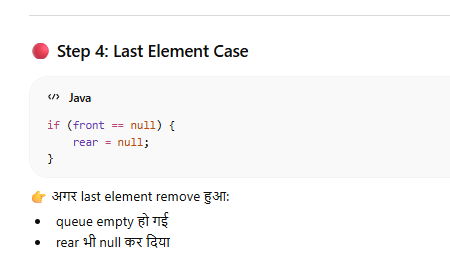 🔴 Step 4: Last Element Case
</> Java
if (front == null) {
    rear = null;
}
👉 अगर last element remove हुआ:
• queue empty हो गई
• rear भी null कर दिया